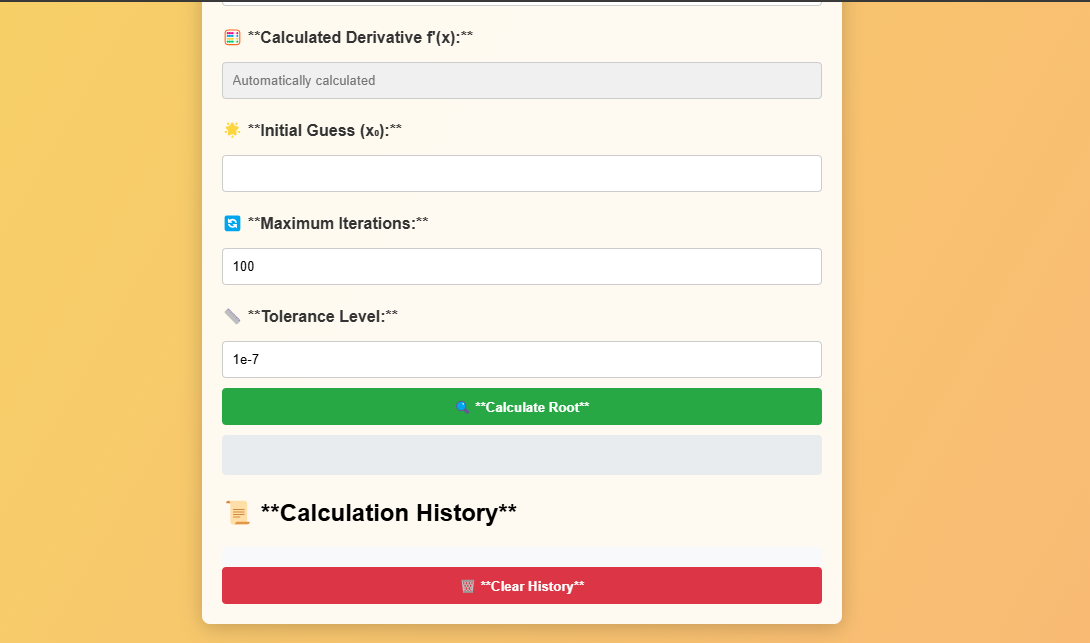 **Calculated Derivative f'(x):**
Automatically calculated
**Initial Guess (x₀):**
**Maximum Iterations:**
100
**Tolerance Level:**
1e-7
**Calculate Root**
**Calculation History**
**Clear History**